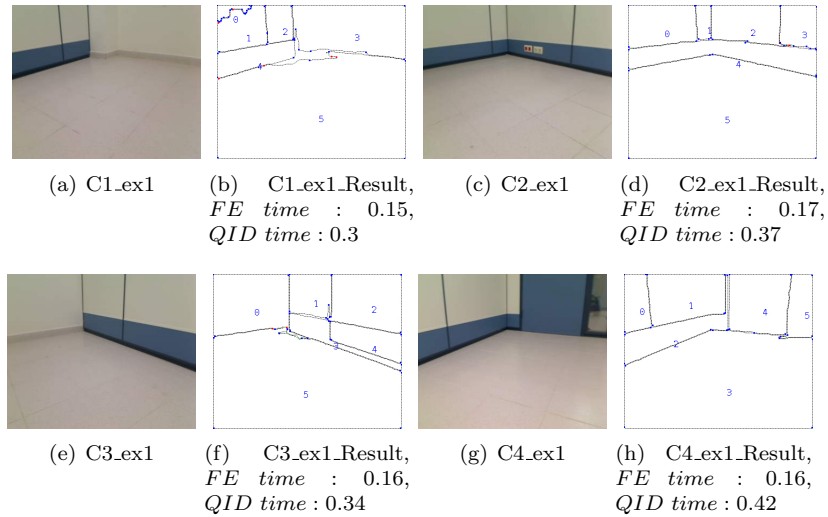 0
1
2
3
4
5
0
1
2
3
4
5
(a) C1_ex1
(b) C1_ex1_Result,
FE time : 0.15,
QID time : 0.3
(c) C2_ex1
(d) C2_ex1_Result,
FE time : 0.17,
QID time : 0.37
0
1
2
3
4
5
0
1
2
3
4
5
(e) C3_ex1
(f) C3_ex1_Result,
FE time : 0.16,
QID time : 0.34
(g) C4_ex1
(h) C4_ex1_Result,
FE time : 0.16,
QID time : 0.42